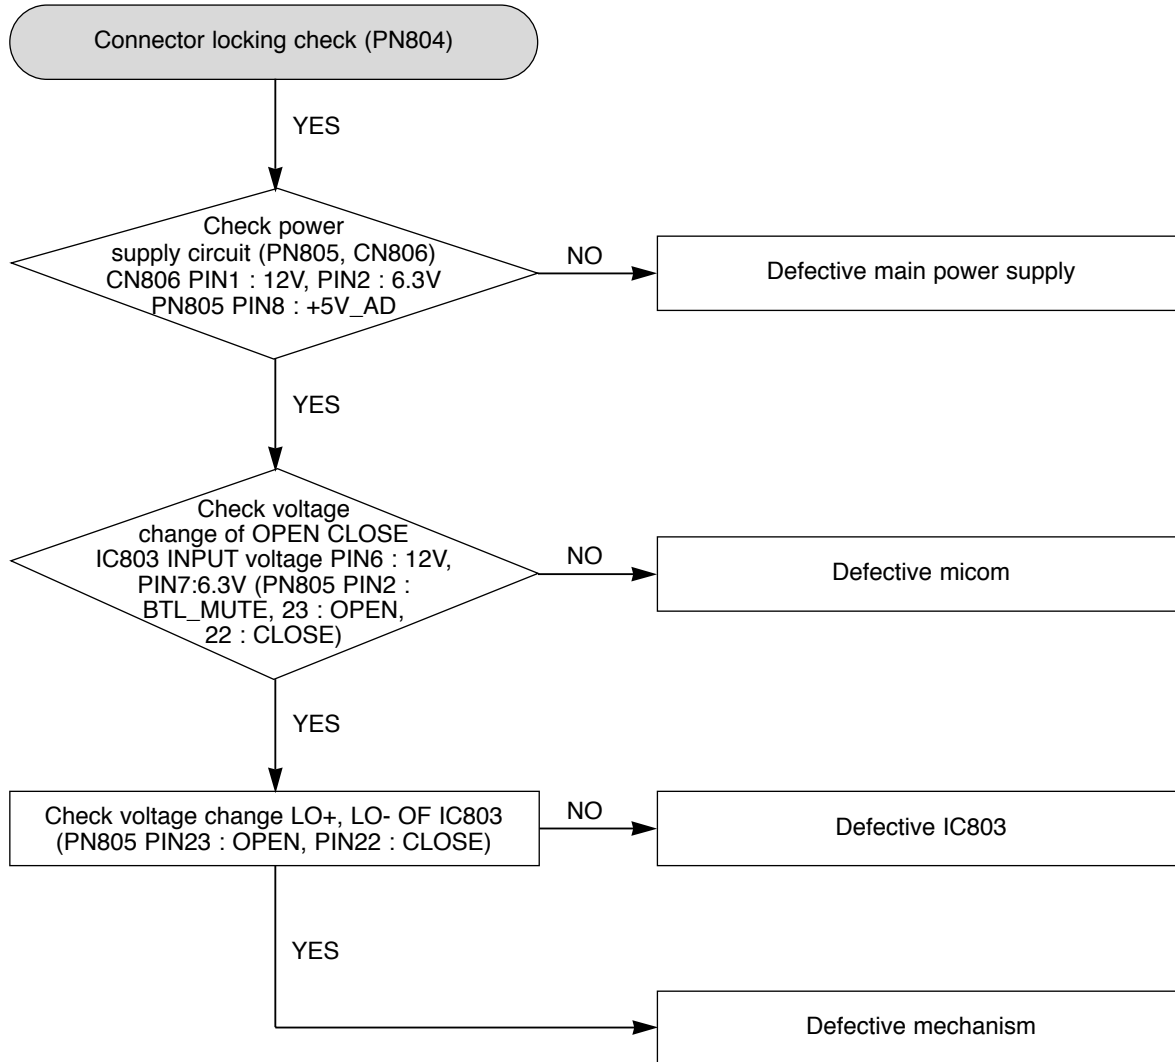 Connector locking check (PN804)
YES
Check power
supply circuit (PN805, CN806)
CN806 PIN1 : 12V, PIN2 : 6.3V
PN805 PIN8 : +5V_AD
NO
Defective main power supply
YES
Check voltage
change of OPEN CLOSE
IC803 INPUT voltage PIN6 : 12V,
PIN7:6.3V (PN805 PIN2 :
BTL_MUTE, 23 : OPEN,
22 : CLOSE)
NO
Defective micom
YES
Check voltage change LO+, LO- OF IC803
(PN805 PIN23 : OPEN, PIN22 : CLOSE)
NO
Defective IC803
YES
Defective mechanism